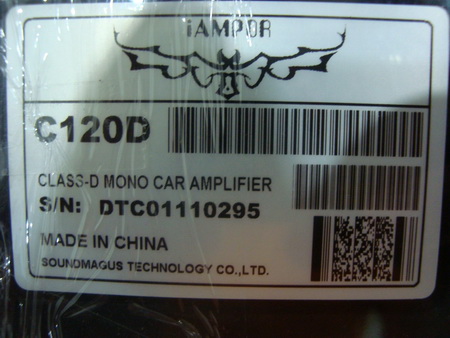 iAMPOR
C120D
CLASS-D MONO CAR AMPLIFIER
S/N: DTC01110295
MADE IN CHINA
SOUNDMAGUS TECHNOLOGY CO.,LTD.